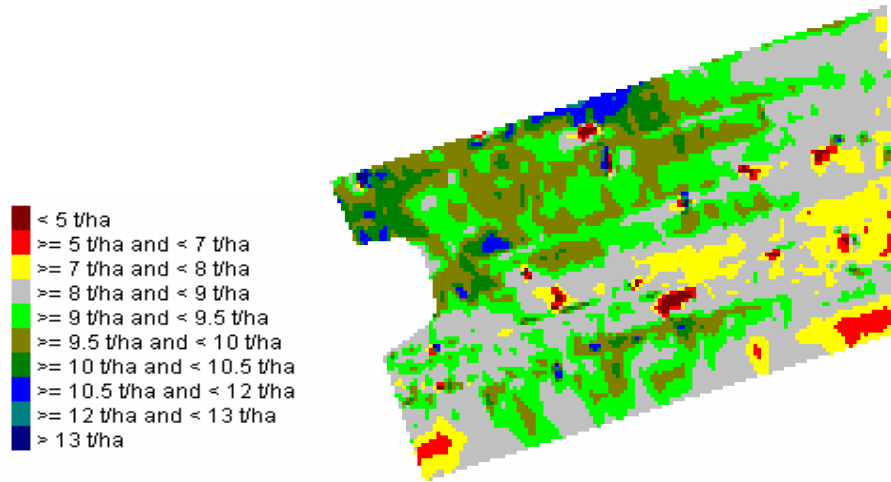 < 5 t/ha
>= 5 t/ha and < 7 t/ha
>= 7 t/ha and < 8 t/ha
>= 8 t/ha and < 9 t/ha
>= 9 t/ha and < 9.5 t/ha
>= 9.5 t/ha and < 10 t/ha
>= 10 t/ha and < 10.5 t/ha
>= 10.5 t/ha and < 12 t/ha
>= 12 t/ha and < 13 t/ha
> 13 t/ha